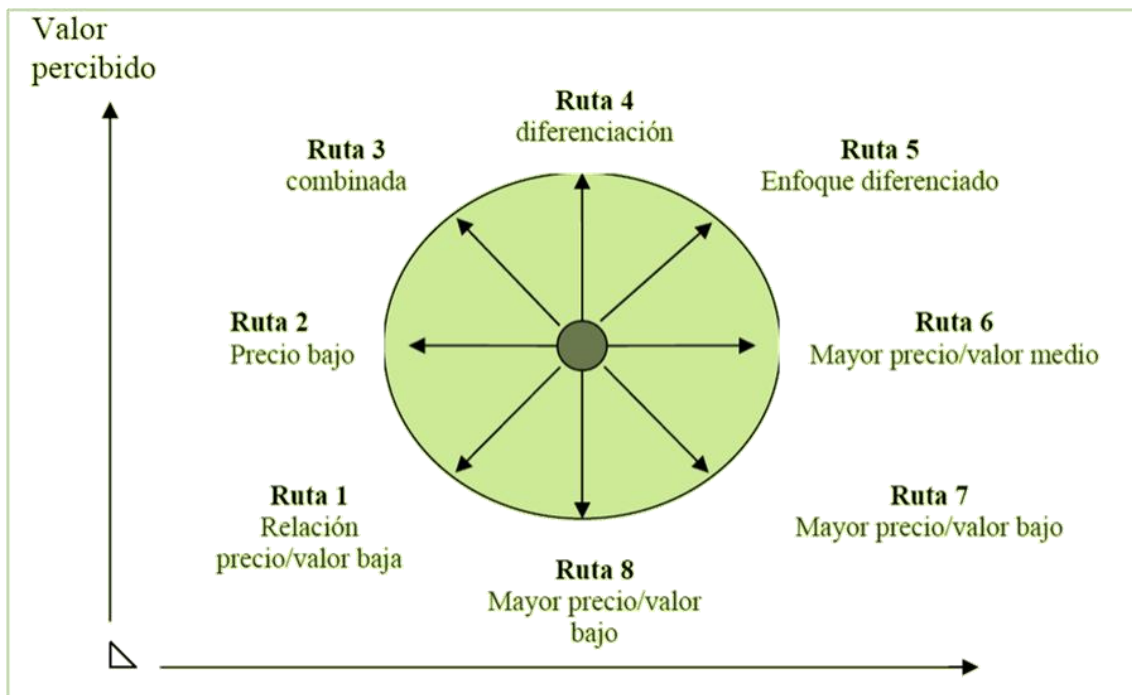 Valor
percibido
Ruta 4
diferenciación
Ruta 3
combinada
Ruta 5
Enfoque diferenciado
Ruta 2
Precio bajo
Ruta 6
Mayor precio/valor medio
Ruta 1
Relación
precio/valor baja
Ruta 7
Mayor precio/valor bajo
Ruta 8
Mayor precio/valor
bajo